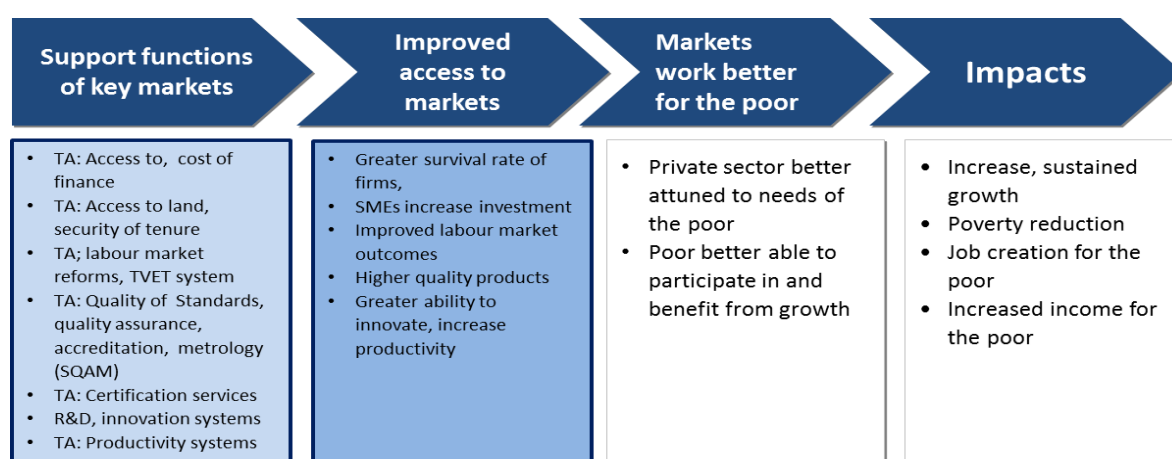 Support functions
of key markets
Improved
access to
markets
Markets
work better
for the poor
Impacts
• TA: Access to, cost of
finance
• TA: Access to land,
security of tenure
• TA; labour market
reforms, TVET system
• TA: Quality of Standards,
quality assurance,
accreditation, metrology
(SQAM)
• TA: Certification services
• R&D, innovation systems
• TA: Productivity systems
• Greater survival rate of
firms,
• SMEs increase investment
• Improved labour market
outcomes
• Higher quality products
• Greater ability to
innovate, increase
productivity
• Private sector better
attuned to needs of
the poor
• Poor better able to
participate in and
benefit from growth
• Increase, sustained
growth
• Poverty reduction
• Job creation for the
poor
• Increased income for
the poor